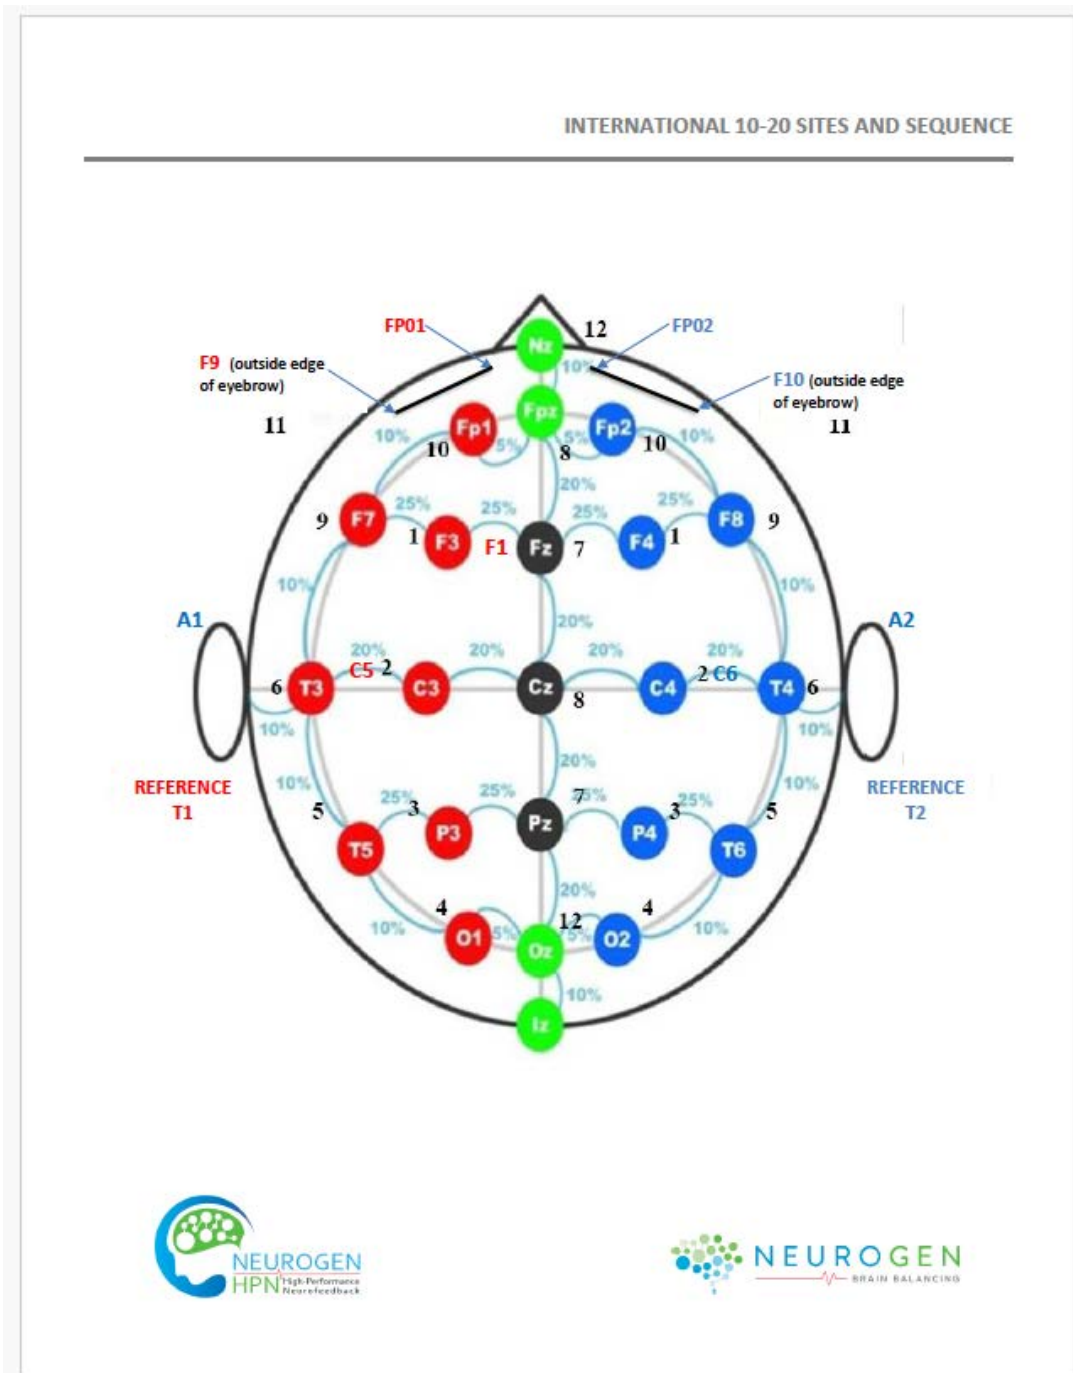 INTERNATIONAL 10-20 SITES AND SEQUENCE
FP01
12
FP02
Nz
F9 (outside edge
of eyebrow)
10%
F10 (outside edge
of eyebrow)
11
11
Fp1
Fpz
Fp2
10%
10
5%
8
5%
10
10%
20%
9
F7
25%
1
F3
25%
F1
Fz
7
25%
F4
1
25%
F8
9
10%
20%
10%
A1
A2
6
T3
20%
C5
2
C3
20%
Cz
8
20%
C4
2
20%
C6
T4
6
10%
10%
REFERENCE
T1
10%
20%
10%
REFERENCE
T2
5
25%
3
P3
25%
Pz
7
25%
P4
3
25%
5
T5
T6
20%
4
12
4
10%
O1
5%
Oz
5%
O2
10%
10%
Iz
NEUROGEN
HPN High-Performance
Neurofeedback
NEUROGEN
BRAIN BALANCING